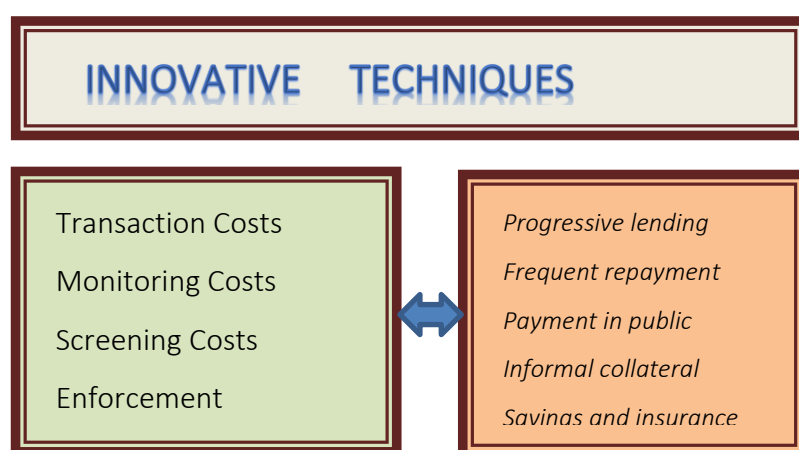 INNOVATIVE TECHNIQUES
Transaction Costs
Monitoring Costs
Screening Costs
Enforcement
Progressive lending
Frequent repayment
Payment in public
Informal collateral
Savings and insurance